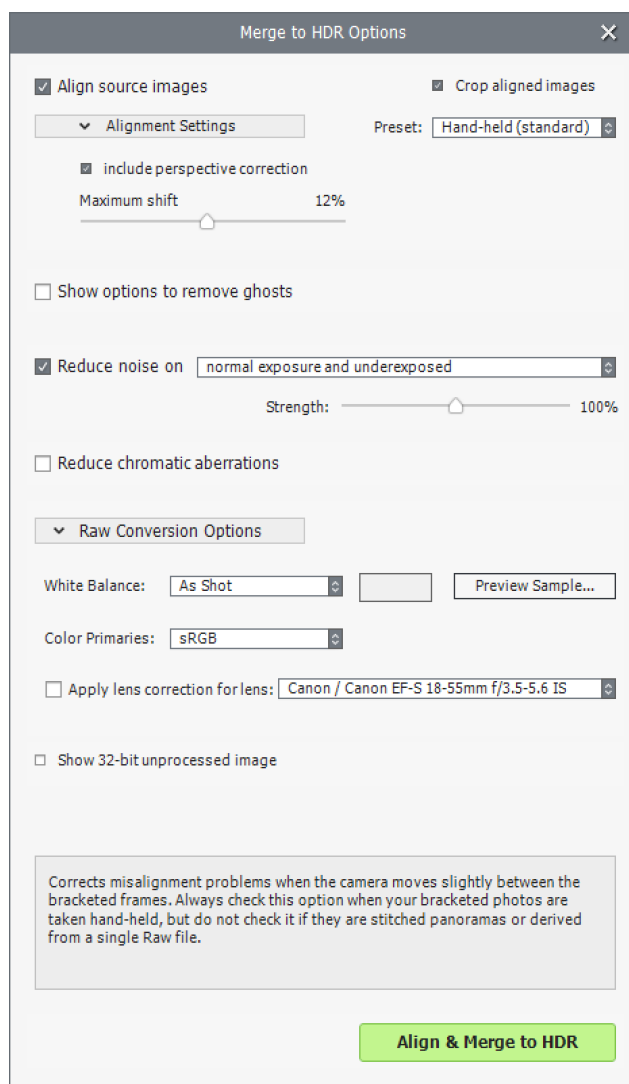 Merge to HDR Options
Align source images
Crop aligned images
Alignment Settings
Preset: Hand-held (standard)
include perspective correction
Maximum shift 12%
Show options to remove ghosts
Reduce noise on normal exposure and underexposed
Strength: 100%
Reduce chromatic aberrations
Raw Conversion Options
White Balance: As Shot Preview Sample...
Color Primaries: sRGB
Apply lens correction for lens: Canon / Canon EF-S 18-55mm f/3.5-5.6 IS
Show 32-bit unprocessed image
Corrects misalignment problems when the camera moves slightly between the
bracketed frames. Always check this option when your bracketed photos are
taken hand-held, but do not check it if they are stitched panoramas or derived
from a single Raw file.
Align & Merge to HDR